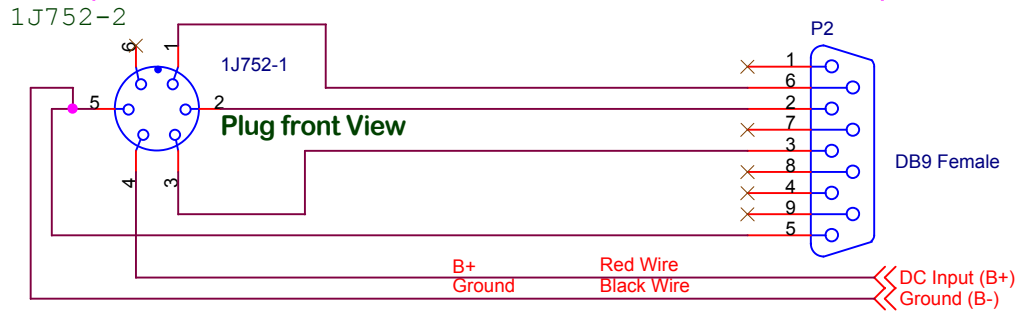 1J752-2
P2
6
1
1J752-1
1
6
5
2
2
Plug front View
7
3
DB9 Female
8
4
3
4
9
5
B+
Red Wire
DC Input (B+)
Ground
Black Wire
Ground (B-)